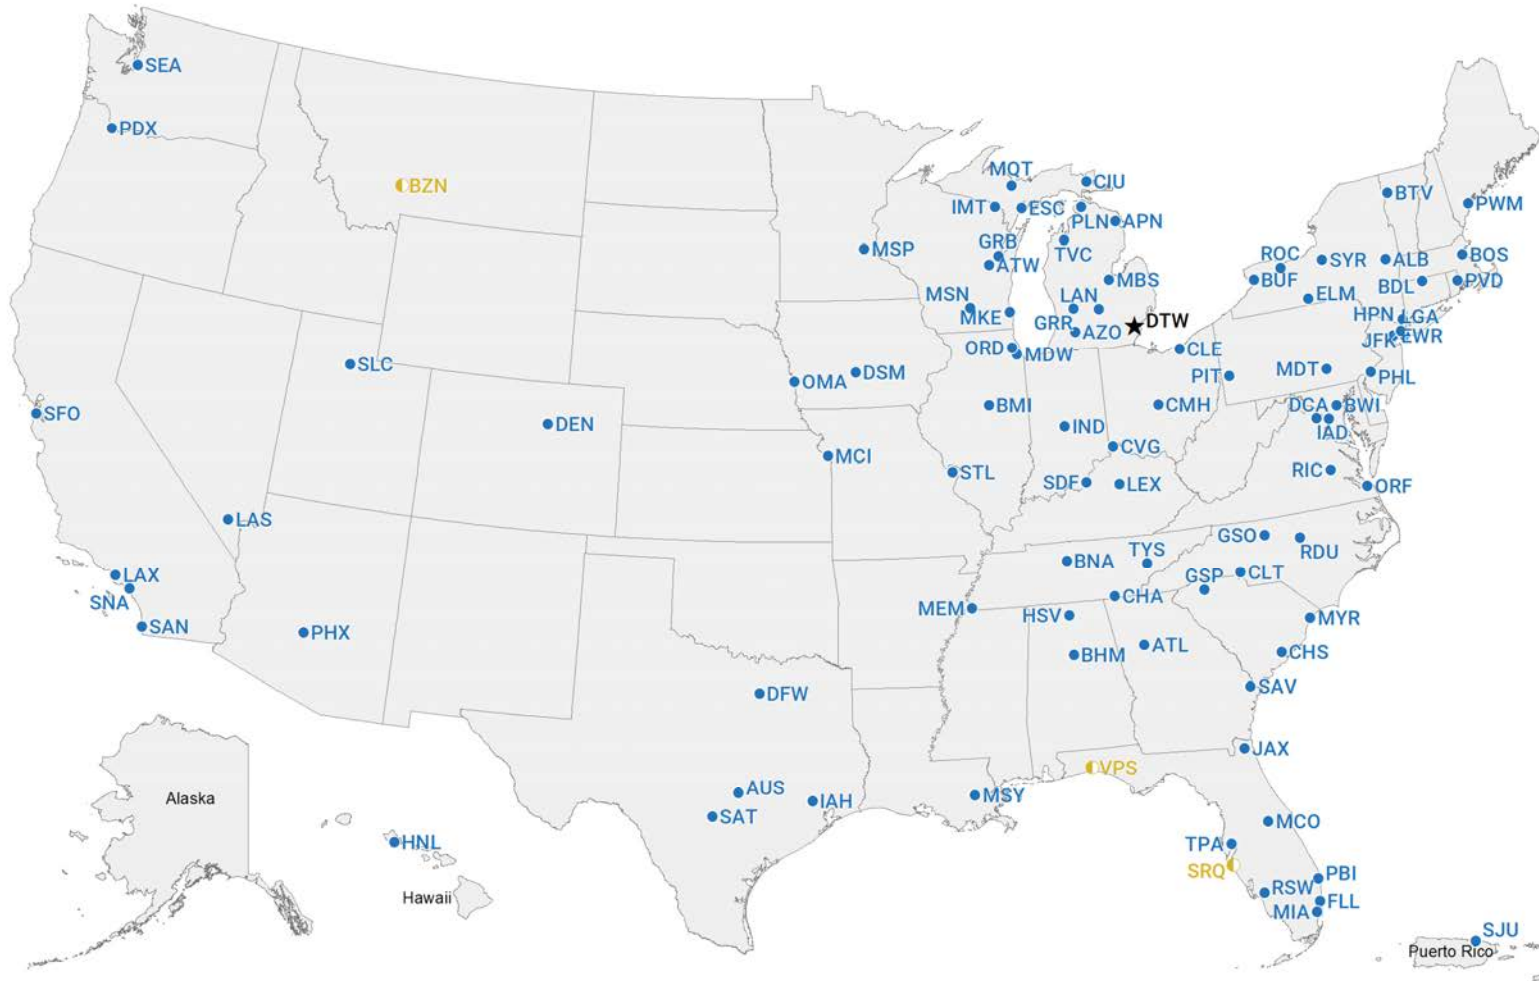 SEA
PDX
BZN
MQT
CIU
IMT
ESC
PLN
APN
BTV
PWM
MSP
GRB
ATW
TVC
ROC
SYR
ALB
BOS
BUF
MBS
BDL
PVD
MSN
MKE
LAN
GRR
AZO
DTW
ELM
HPN
LGA
JFK
EWR
ORD
MDW
CLE
SLC
OMA
DSM
PIT
MDT
PHL
SFO
DEN
BMI
CMH
DCA
BWI
IND
IAD
CVG
MCI
STL
SDF
LEX
RIC
ORF
LAS
GSO
RDU
BNA
TYS
LAX
SNA
GSP
CLT
CHA
MEM
HSV
MYR
SAN
PHX
BHM
ATL
CHS
DFW
SAV
JAX
VPS
Alaska
AUS
IAH
MSY
SAT
MCO
HNL
TPA
SRQ
PBI
Hawaii
RSW
FLL
MIA
SJU
Puerto Rico